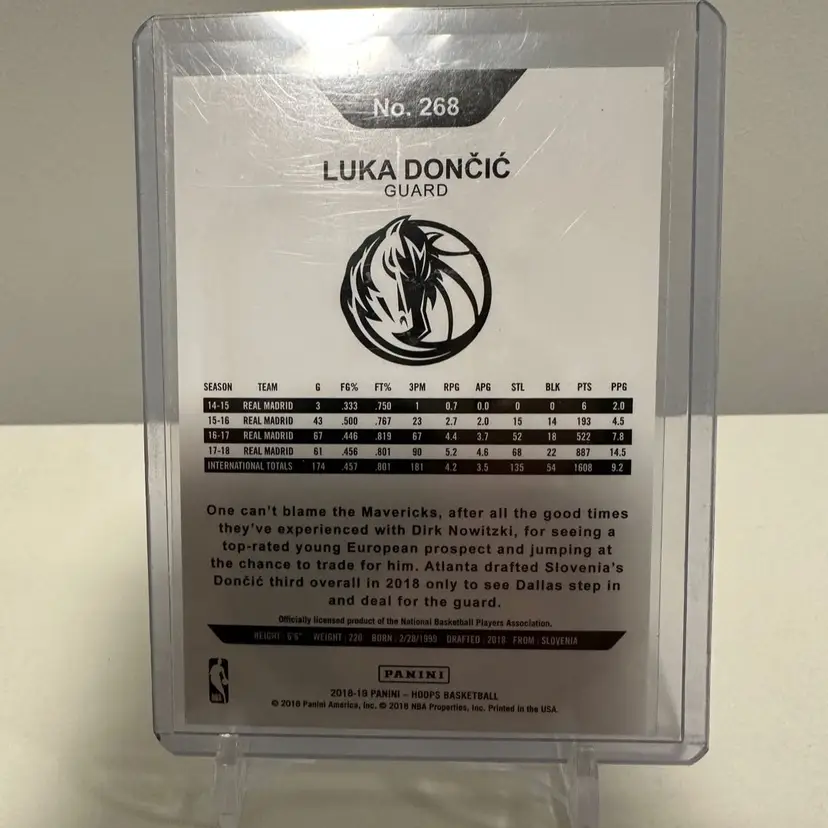 No. 268
LUKA DONČIĆ
GUARD
SEASON TEAM G FG% FT% 3PM RPG APG STL BLK PTS PPG
14-15 REAL MADRID 3 .333 .750 1 0.7 0.0 0 0 6 2.0
15-16 REAL MADRID 43 .500 .767 23 2.7 2.0 15 14 193 4.5
16-17 REAL MADRID 67 .446 .819 67 4.4 3.7 52 18 522 7.8
17-18 REAL MADRID 61 .456 .801 90 5.2 4.6 68 22 887 14.5
INTERNATIONAL TOTALS 174 .457 .801 181 4.2 3.5 135 54 1608 9.2
One can't blame the Mavericks, after all the good times
they've experienced with Dirk Nowitzki, for seeing a
top-rated young European prospect and jumping at
the chance to trade for him. Atlanta drafted Slovenia's
Dončić third overall in 2018 only to see Dallas step in
and deal for the guard.
Officially licensed product of the National Basketball Players Association.
HEIGHT: 6'6" WEIGHT: 220 BORN: 2/28/1999 DRAFTED: 2018 FROM: SLOVENIA
PANINI
NBA
2018-19 PANINI – HOOPS BASKETBALL
© 2018 Panini America, Inc. © 2018 NBA Properties, Inc. Printed in the USA.